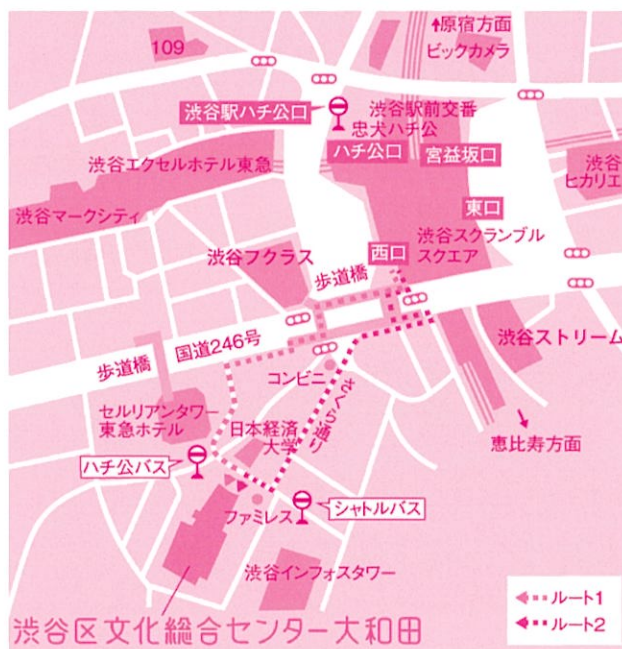 ↑原宿方面
ビックカメラ
109
渋谷駅ハチ公口
渋谷駅前交番
忠犬ハチ公
ハチ公口
宮益坂口
渋谷エクセルホテル東急
渋谷
ヒカリエ
渋谷マークシティ
東口
渋谷フクラス
西口
渋谷スクランブル
スクエア
歩道橋
国道246号
歩道橋
渋谷ストリーム
コンビニ
さくら通り
セルリアンタワー
東急ホテル
日本経済
大学
恵比寿方面
ハチ公バス
ファミレス
シャトルバス
渋谷インフォスタワー
ルート1
ルート2
渋谷区文化総合センター大和田